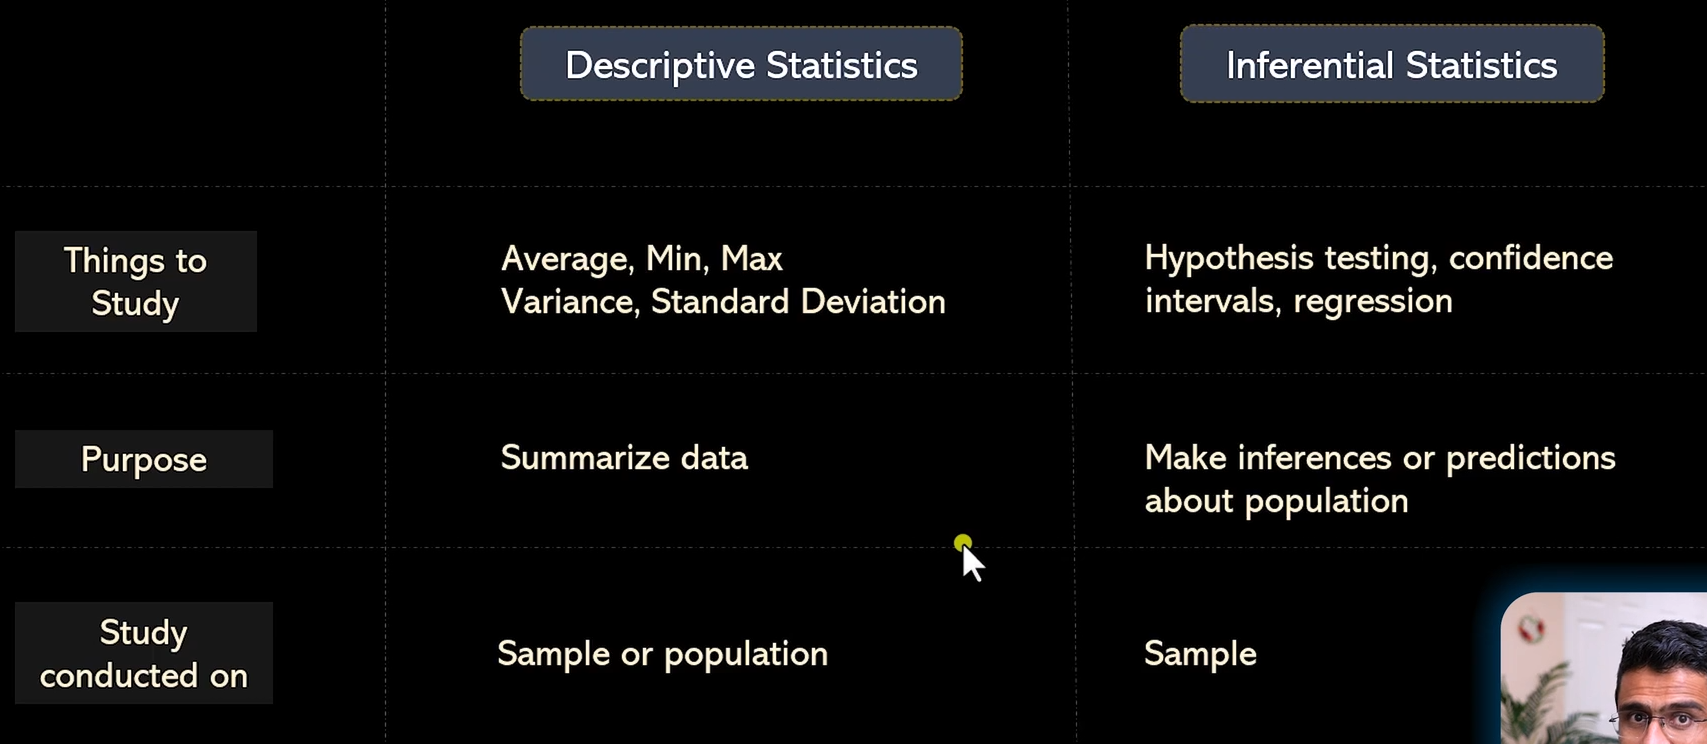 Descriptive Statistics
Inferential Statistics
Things to
Study
Average, Min, Max
Variance, Standard Deviation
Hypothesis testing, confidence
intervals, regression
Purpose
Summarize data
Make inferences or predictions
about population
Study
conducted on
Sample or population
Sample